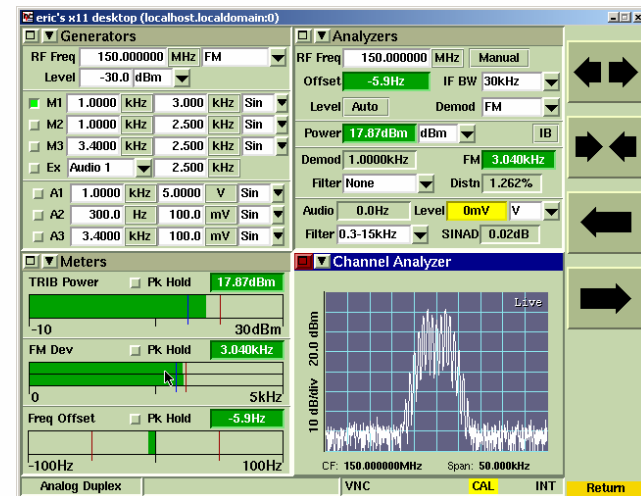 eric's x11 desktop (localhost.localdomain:0)
Generators
RF Freq 150.000000 MHz FM
Level -30.0 dBm
M1 1.0000 kHz 3.000 kHz Sin
M2 1.0000 kHz 2.500 kHz Sin
M3 3.4000 kHz 2.500 kHz Sin
Ex Audio 1 2.500 kHz
A1 1.0000 kHz 5.0000 V Sin
A2 300.0 Hz 100.0 mV Sin
A3 3.4000 kHz 100.0 mV Sin
Analyzers
RF Freq 150.000000 MHz Manual
Offset -5.9Hz IF BW 30kHz
Level Auto Demod FM
Power 17.87dBm dBm IB
Demod 1.0000kHz FM 3.040kHz
Filter None Distn 1.262%
Audio 0.0Hz Level 0mV V
Filter 0.3-15kHz SINAD 0.02dB
Meters
TRIB Power Pk Hold 17.87dBm
-10 30dBm
FM Dev Pk Hold 3.040kHz
0 5kHz
Freq Offset Pk Hold -5.9Hz
-100Hz 100Hz
Channel Analyzer
Live
10 dB/div 20.0 dBm
CF: 150.000000MHz Span: 50.000kHz
Analog Duplex VNC CAL INT Return